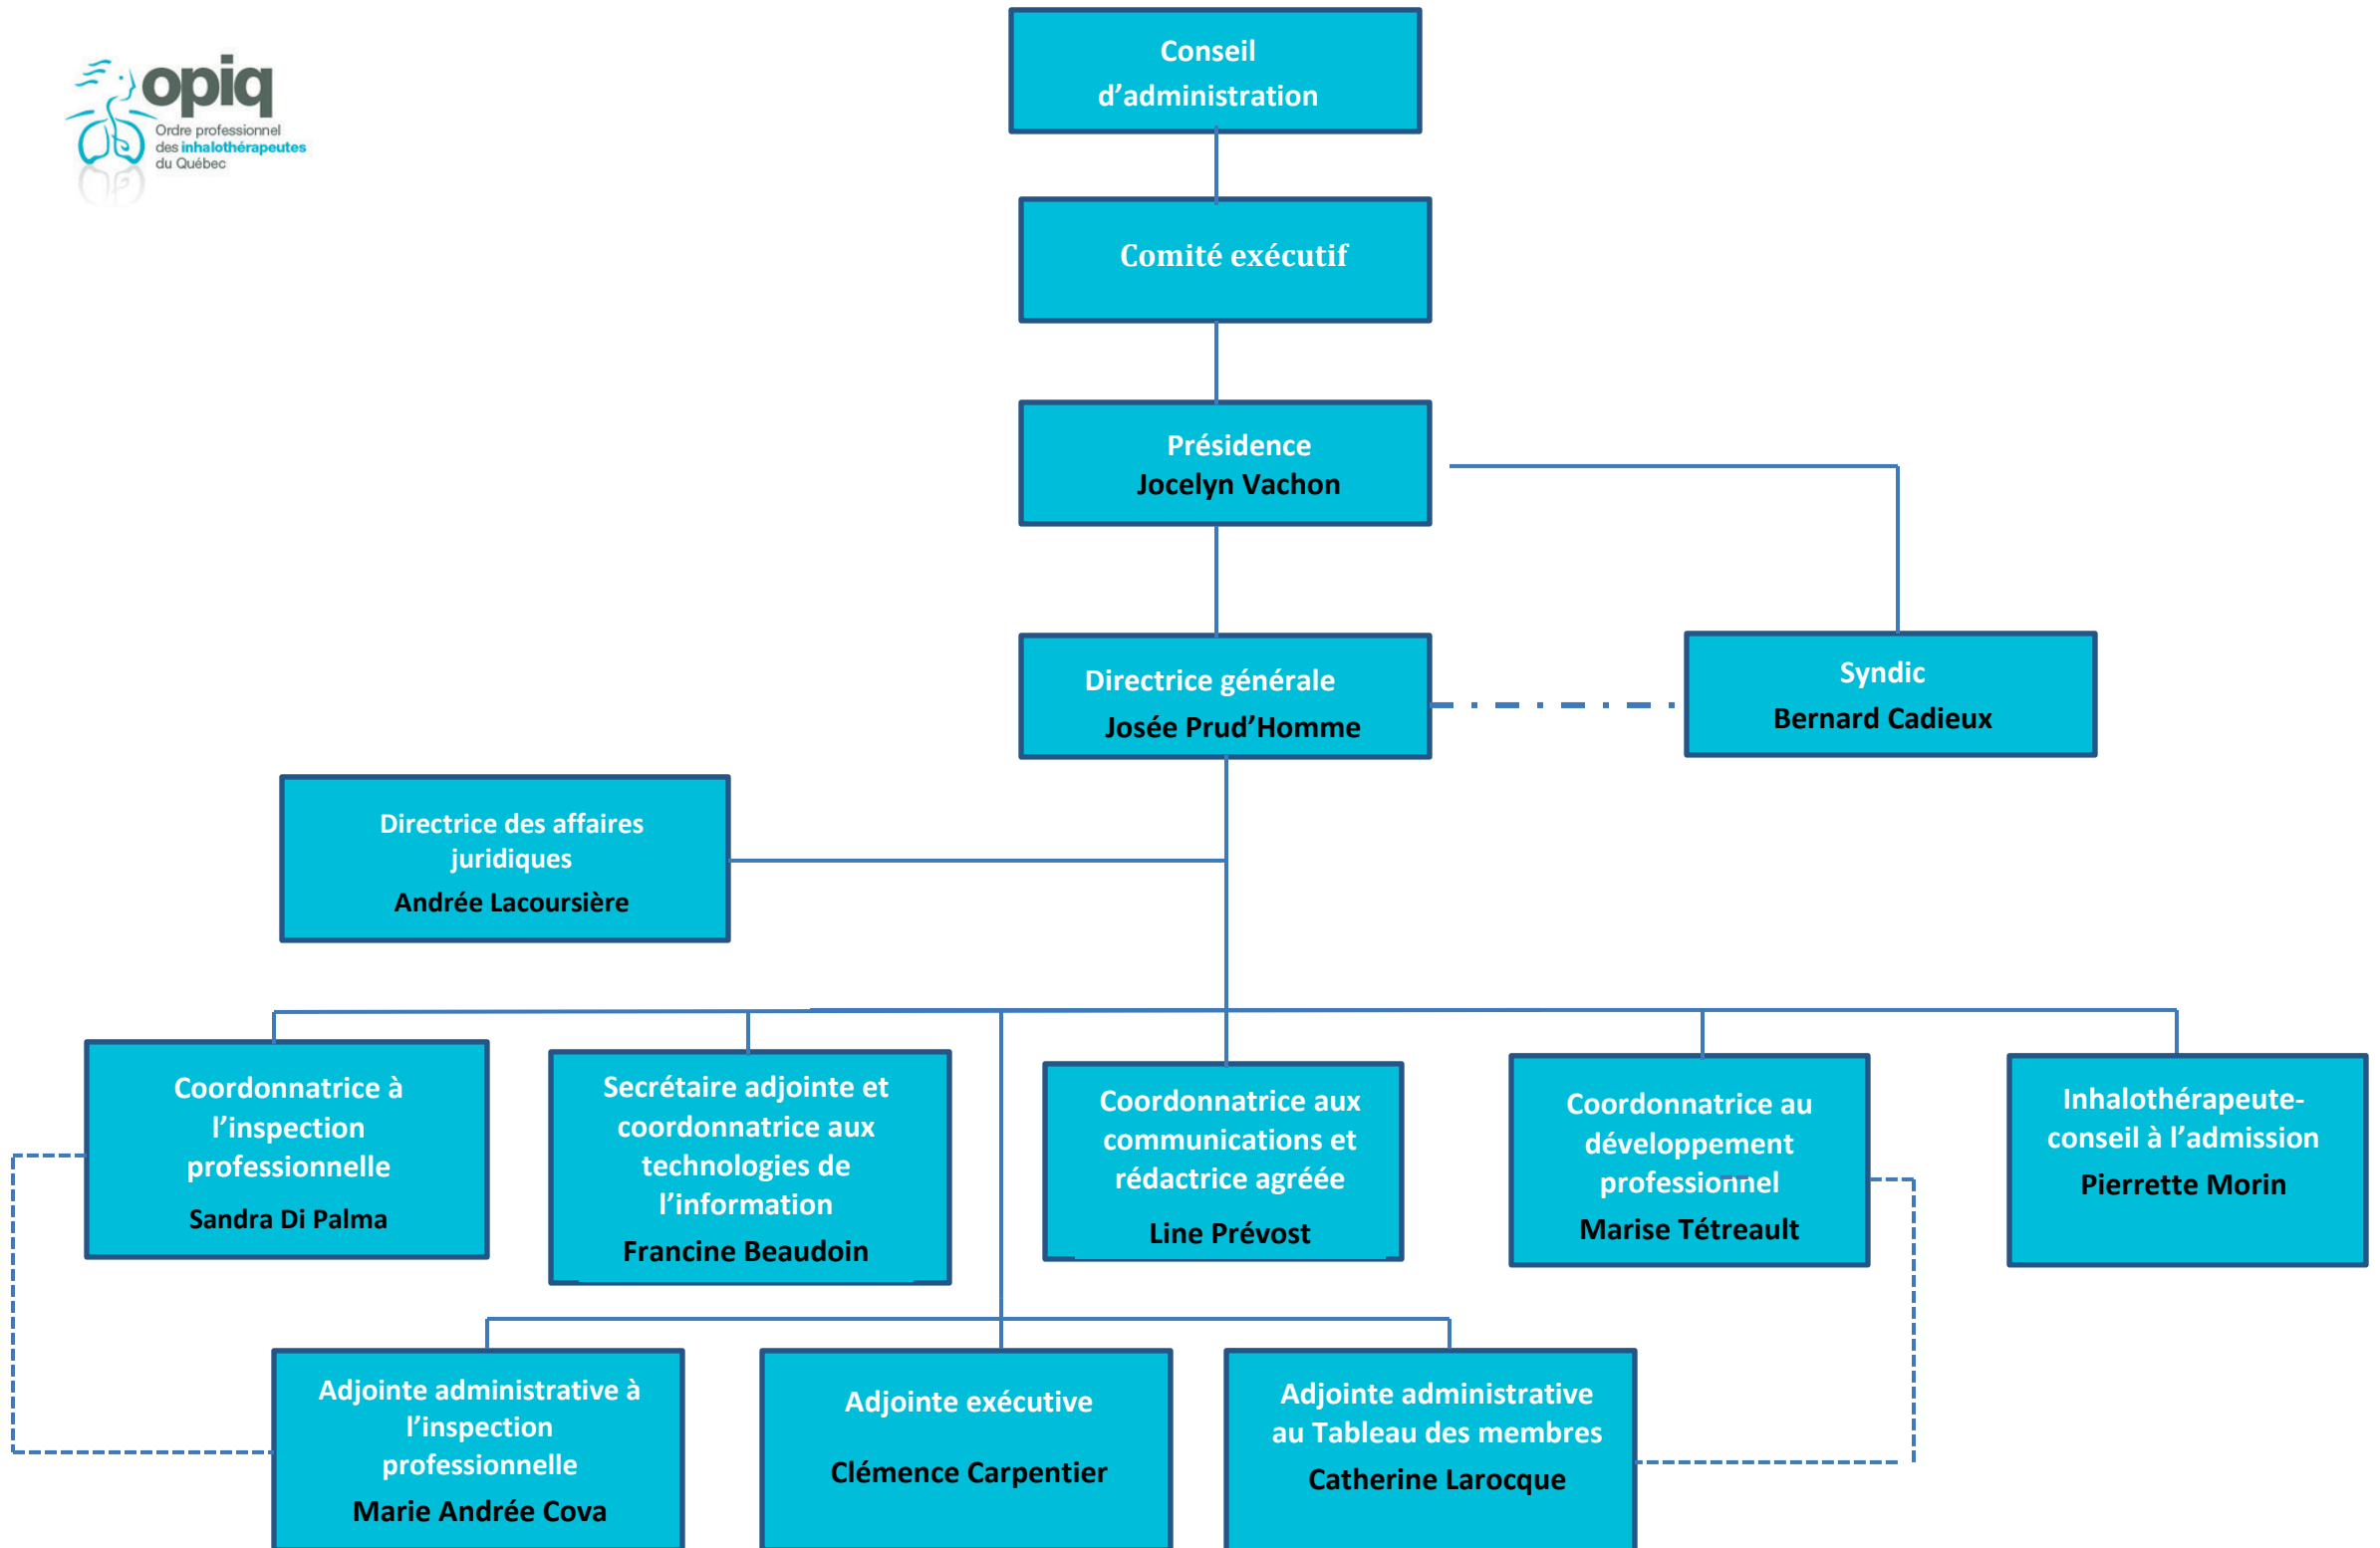 opiq
Ordre professionnel
des inhalothérapeutes
du Québec
Conseil
d’administration
Comité exécutif
Présidence
Jocelyn Vachon
Directrice générale
Josée Prud’Homme
Syndic
Bernard Cadieux
Directrice des affaires
juridiques
Andrée Lacoursière
Coordonnatrice à
l’inspection
professionnelle
Sandra Di Palma
Secrétaire adjointe et
coordonnatrice aux
technologies de
l’information
Francine Beaudoin
Coordonnatrice aux
communications et
rédactrice agréée
Line Prévost
Coordonnatrice au
développement
professionnel
Marise Tétreault
Inhalothérapeute-
conseil à l’admission
Pierrette Morin
Adjointe administrative à
l’inspection
professionnelle
Marie Andrée Cova
Adjointe exécutive
Clémence Carpentier
Adjointe administrative
au Tableau des membres
Catherine Larocque